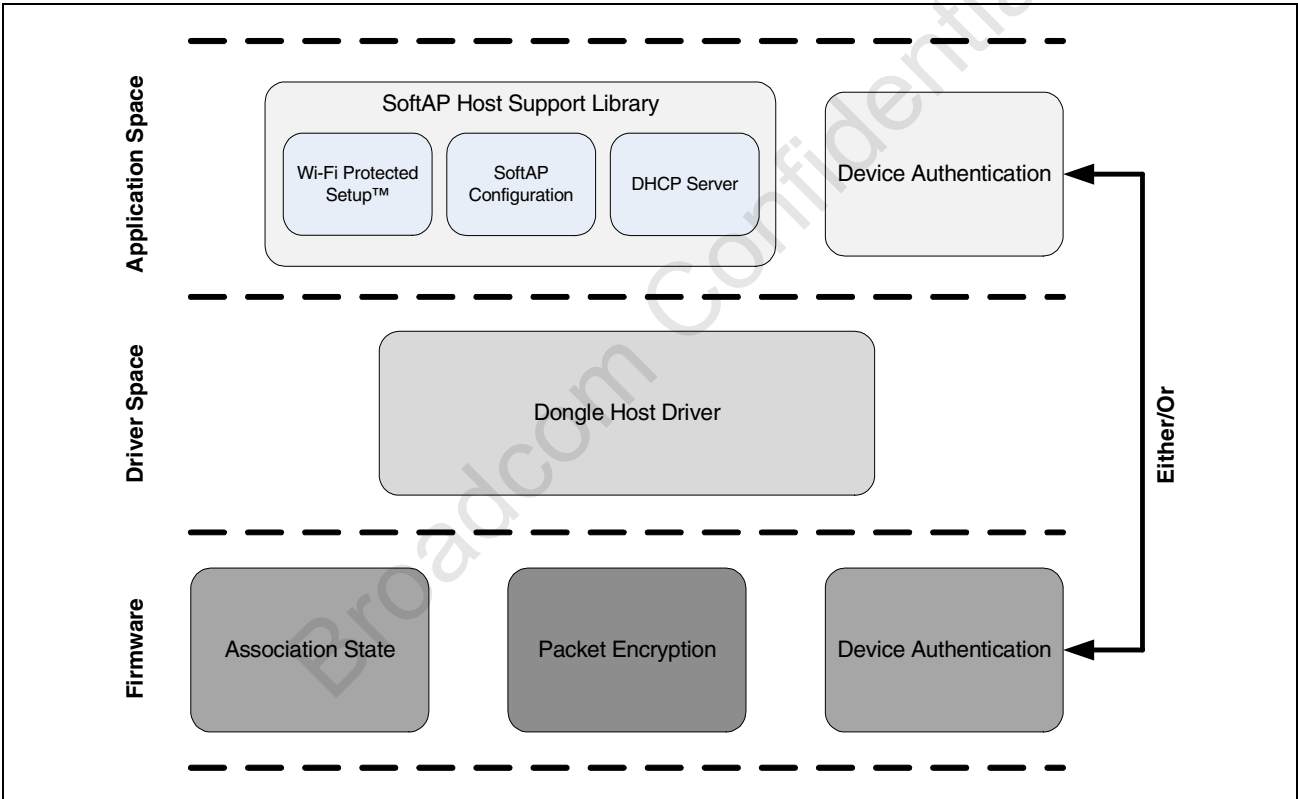 Application Space
SoftAP Host Support Library
Wi-Fi Protected
Setup™
SoftAP
Configuration
DHCP Server
Device Authentication
Driver Space
Dongle Host Driver
Either/Or
Firmware
Association State
Packet Encryption
Device Authentication
Broadcom Confidential